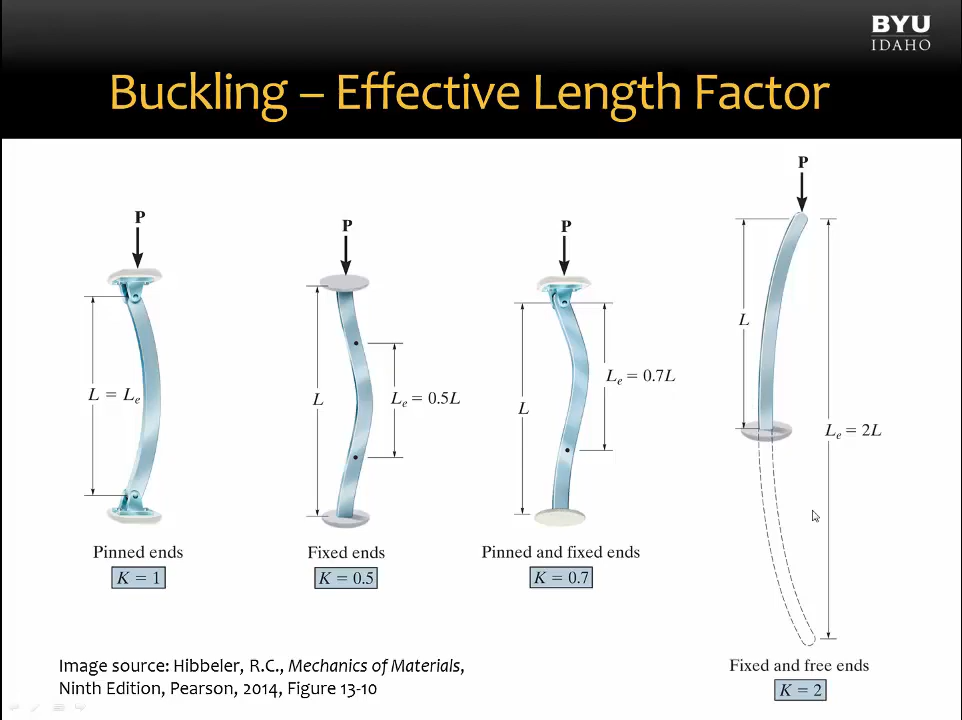 BYU
IDAHO
Buckling – Effective Length Factor
P
L = Lₑ
Pinned ends
K = 1
P
L
Lₑ = 0.5L
Fixed ends
K = 0.5
P
L
Lₑ = 0.7L
Pinned and fixed ends
K = 0.7
P
L
Lₑ = 2L
Fixed and free ends
K = 2
Image source: Hibbeler, R.C., Mechanics of Materials,
Ninth Edition, Pearson, 2014, Figure 13-10